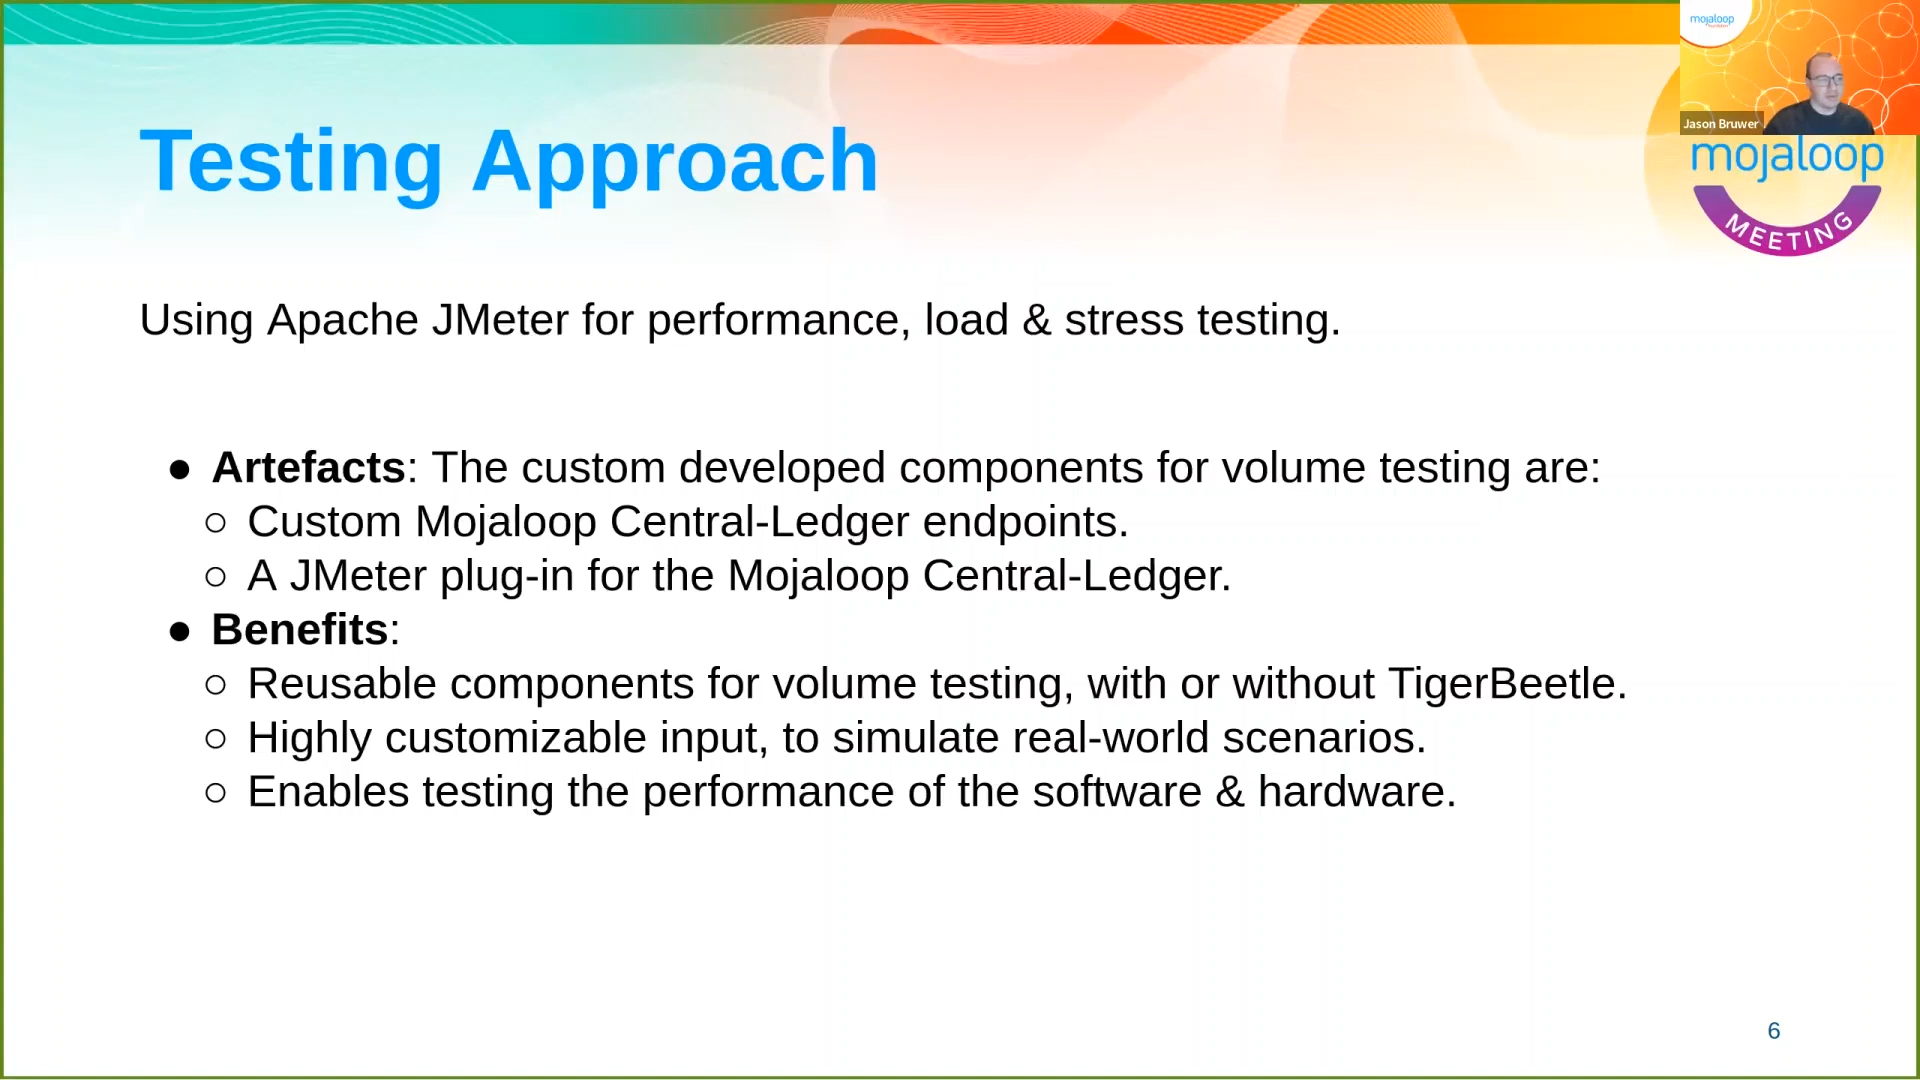 mojaloop
Jason Bruwer
mojaloop
MEETING
Testing Approach
Using Apache JMeter for performance, load & stress testing.
● Artefacts: The custom developed components for volume testing are:
○ Custom Mojaloop Central-Ledger endpoints.
○ A JMeter plug-in for the Mojaloop Central-Ledger.
● Benefits:
○ Reusable components for volume testing, with or without TigerBeetle.
○ Highly customizable input, to simulate real-world scenarios.
○ Enables testing the performance of the software & hardware.
6